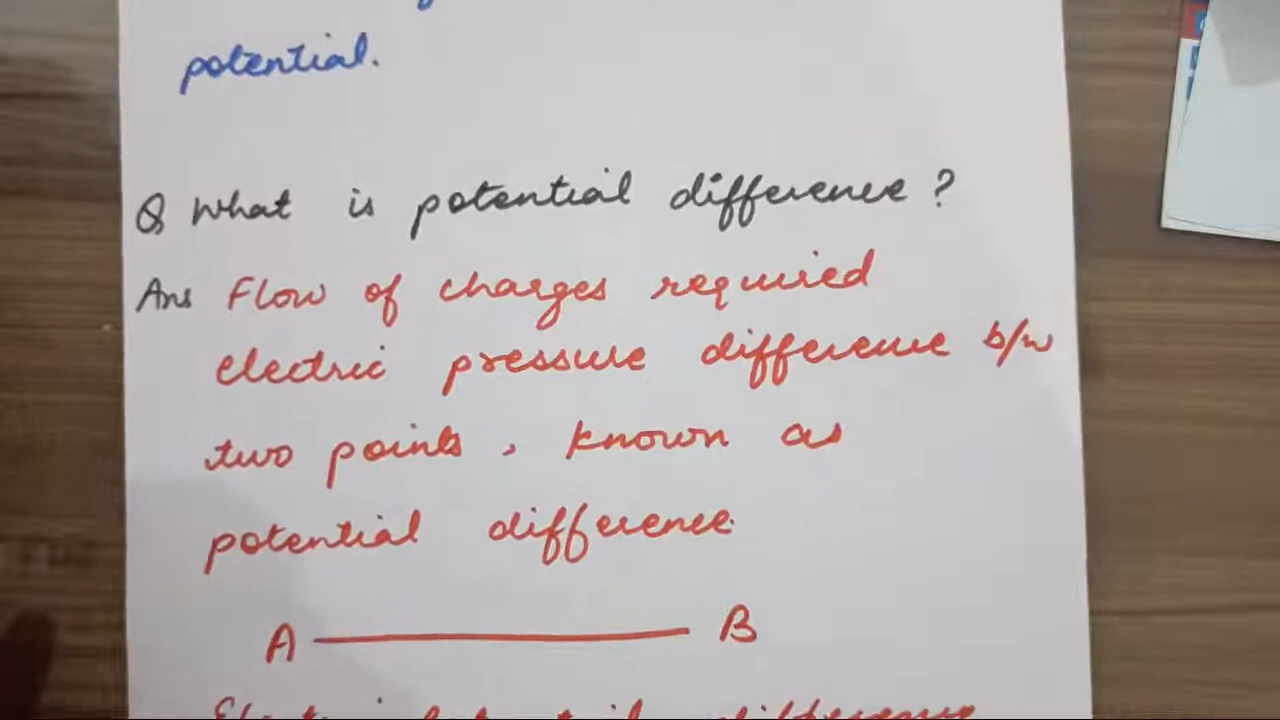 potential.
Q What is potential difference ?
Ans Flow of charges required
electric pressure difference b/w
two points , known as
potential difference.
A B
difference